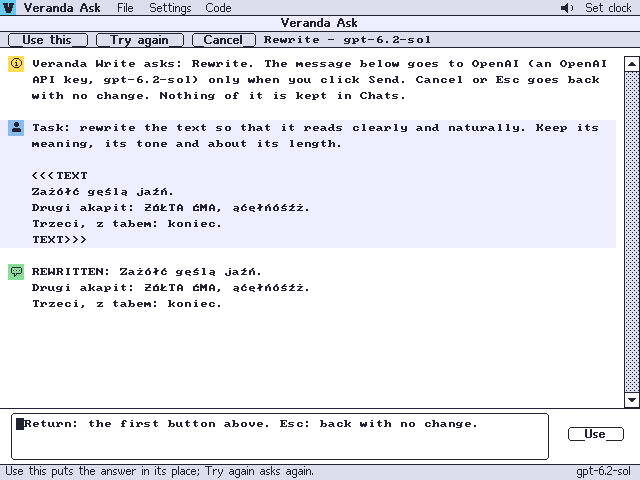 Veranda Ask File Settings Code Set clock
Veranda Ask
Use this Try again Cancel Rewrite - gpt-6.2-sol
Veranda Write asks: Rewrite. The message below goes to OpenAI (an OpenAI
API key, gpt-6.2-sol) only when you click Send. Cancel or Esc goes back
with no change. Nothing of it is kept in Chats.
Task: rewrite the text so that it reads clearly and naturally. Keep its
meaning, its tone and about its length.
<<<TEXT
Zażółć gęślą jaźń.
Drugi akapit: ŻÓŁTA ĆMA, ąćęłńóśźż.
Trzeci, z tabem: koniec.
TEXT>>>
REWRITTEN: Zażółć gęślą jaźń.
Drugi akapit: ŻÓŁTA ĆMA, ąćęłńóśźż.
Trzeci, z tabem: koniec.
Return: the first button above. Esc: back with no change.
Use
Use this puts the answer in its place; Try again asks again. gpt-6.2-sol